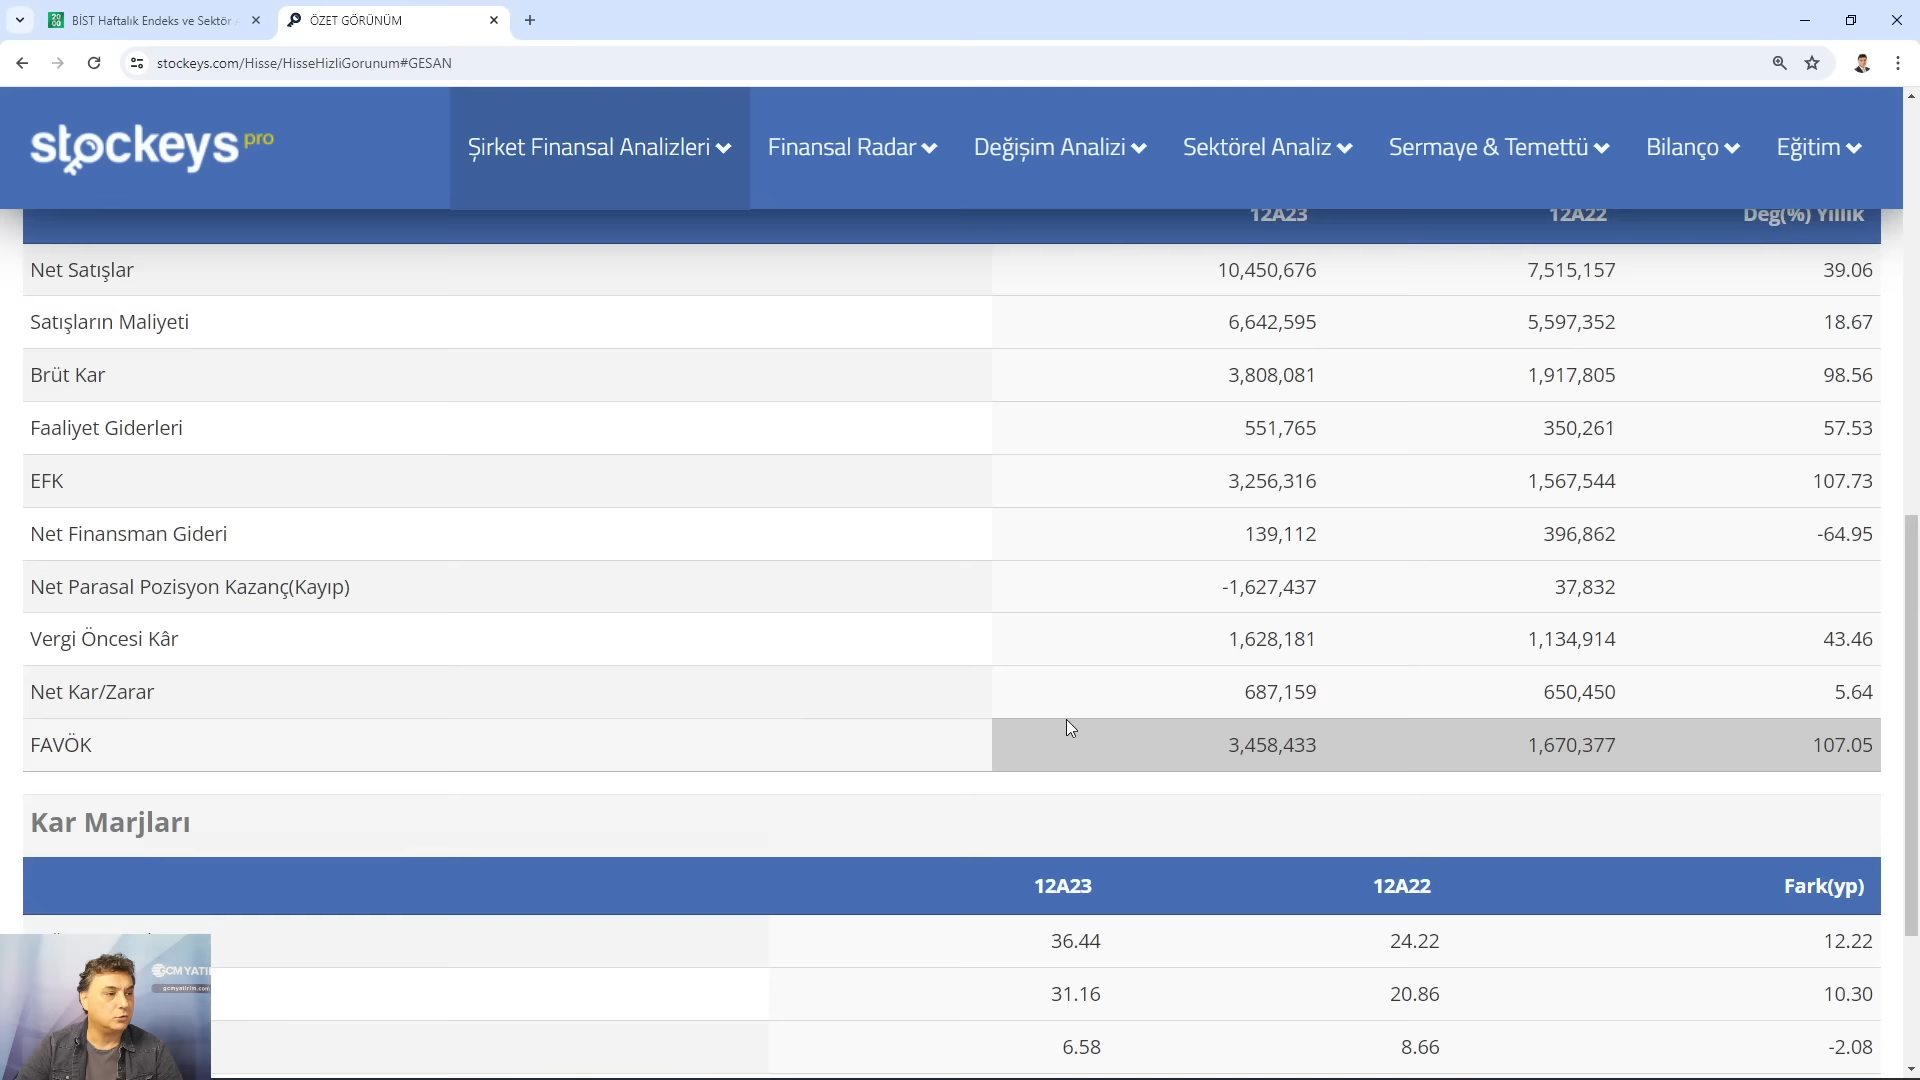 BİST Haftalık Endeks ve Sektör
ÖZET GÖRÜNÜM
stockeys.com/Hisse/HisseHizliGorunum#GESAN
stockeys pro
Şirket Finansal Analizleri
Finansal Radar
Değişim Analizi
Sektörel Analiz
Sermaye & Temettü
Bilanço
Eğitim
12A23 12A22 Değ(%) Yıllık
Net Satışlar 10,450,676 7,515,157 39.06
Satışların Maliyeti 6,642,595 5,597,352 18.67
Brüt Kar 3,808,081 1,917,805 98.56
Faaliyet Giderleri 551,765 350,261 57.53
EFK 3,256,316 1,567,544 107.73
Net Finansman Gideri 139,112 396,862 -64.95
Net Parasal Pozisyon Kazanç(Kayıp) -1,627,437 37,832
Vergi Öncesi Kâr 1,628,181 1,134,914 43.46
Net Kar/Zarar 687,159 650,450 5.64
FAVÖK 3,458,433 1,670,377 107.05
Kar Marjları
12A23 12A22 Fark(yp)
36.44 24.22 12.22
31.16 20.86 10.30
6.58 8.66 -2.08
GCM YATI
gcmyatirim.com